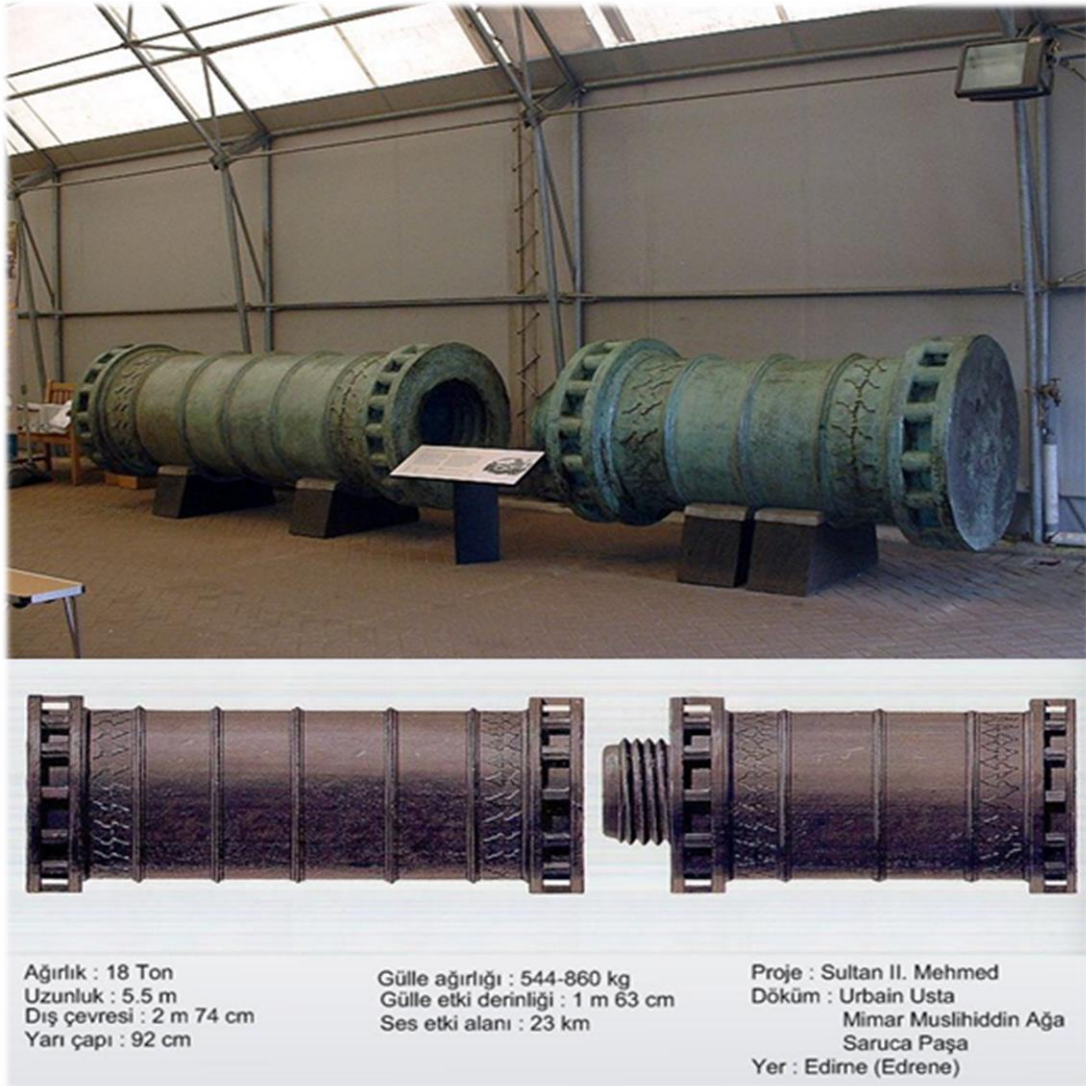 Ağırlık : 18 Ton
Uzunluk : 5.5 m
Dış çevresi : 2 m 74 cm
Yarı çapı : 92 cm
Gülle ağırlığı : 544-860 kg
Gülle etki derinliği : 1 m 63 cm
Ses etki alanı : 23 km
Proje : Sultan II. Mehmed
Döküm : Urbain Usta
Mimar Muslihiddin Ağa
Saruca Paşa
Yer : Edirne (Edrene)